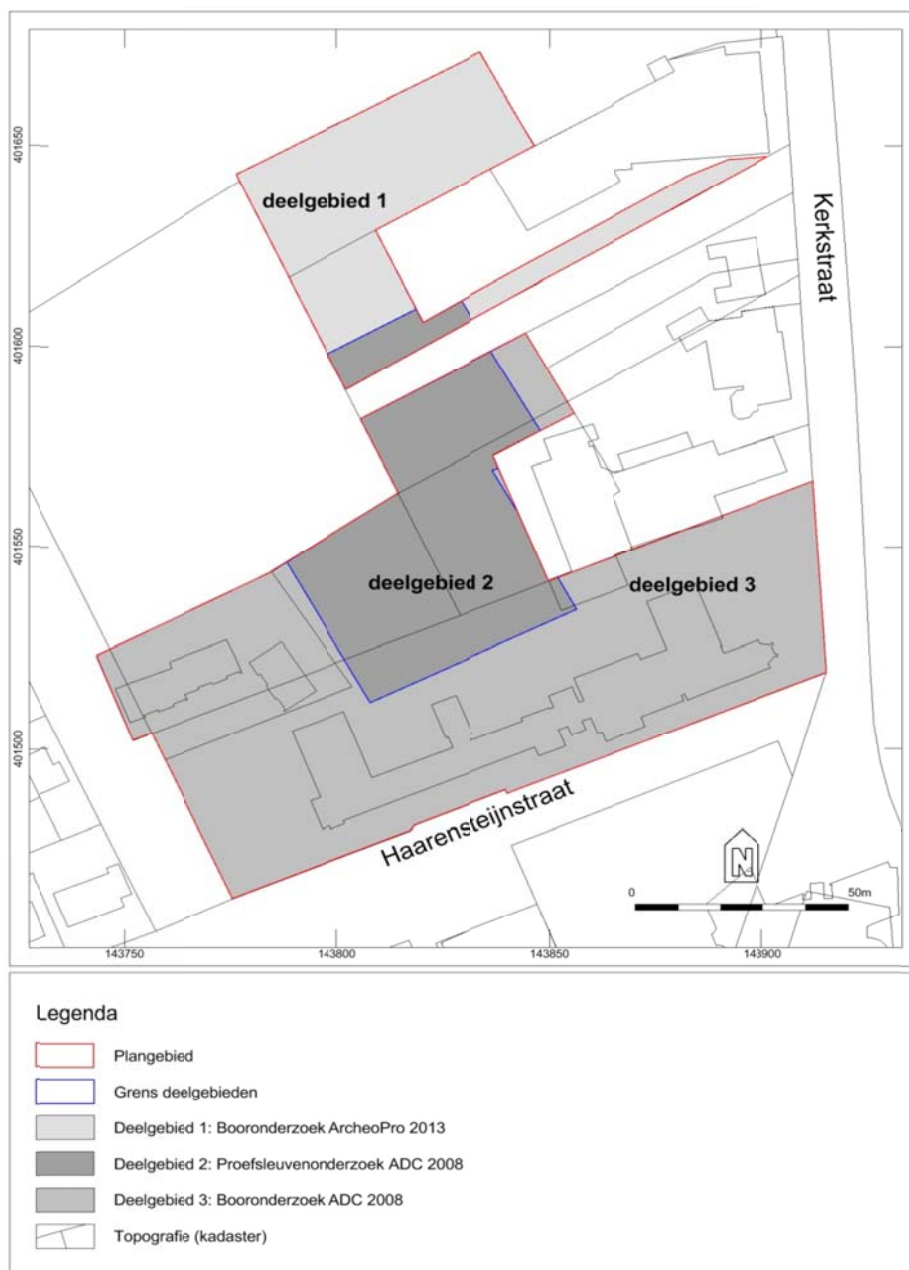 401650
401600
401550
401500
deelgebied 1
deelgebied 2
deelgebied 3
Kerkstraat
Haarensteijnstraat
N
0
50m
143750
143800
143850
143900
Legenda
Plangebied
Grens deelgebieden
Deelgebied 1: Booronderzoek ArcheoPro 2013
Deelgebied 2: Proefsleuvenonderzoek ADC 2008
Deelgebied 3: Booronderzoek ADC 2008
Topografie (kadaster)